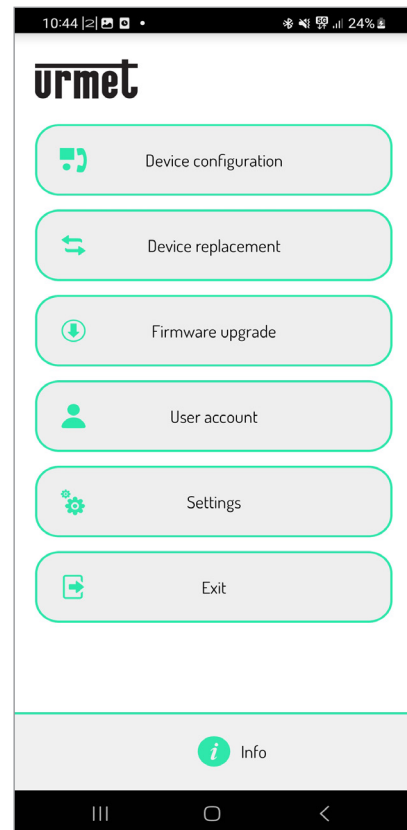 10:44
24%
urmet
Device configuration
Device replacement
Firmware upgrade
User account
Settings
Exit
i Info